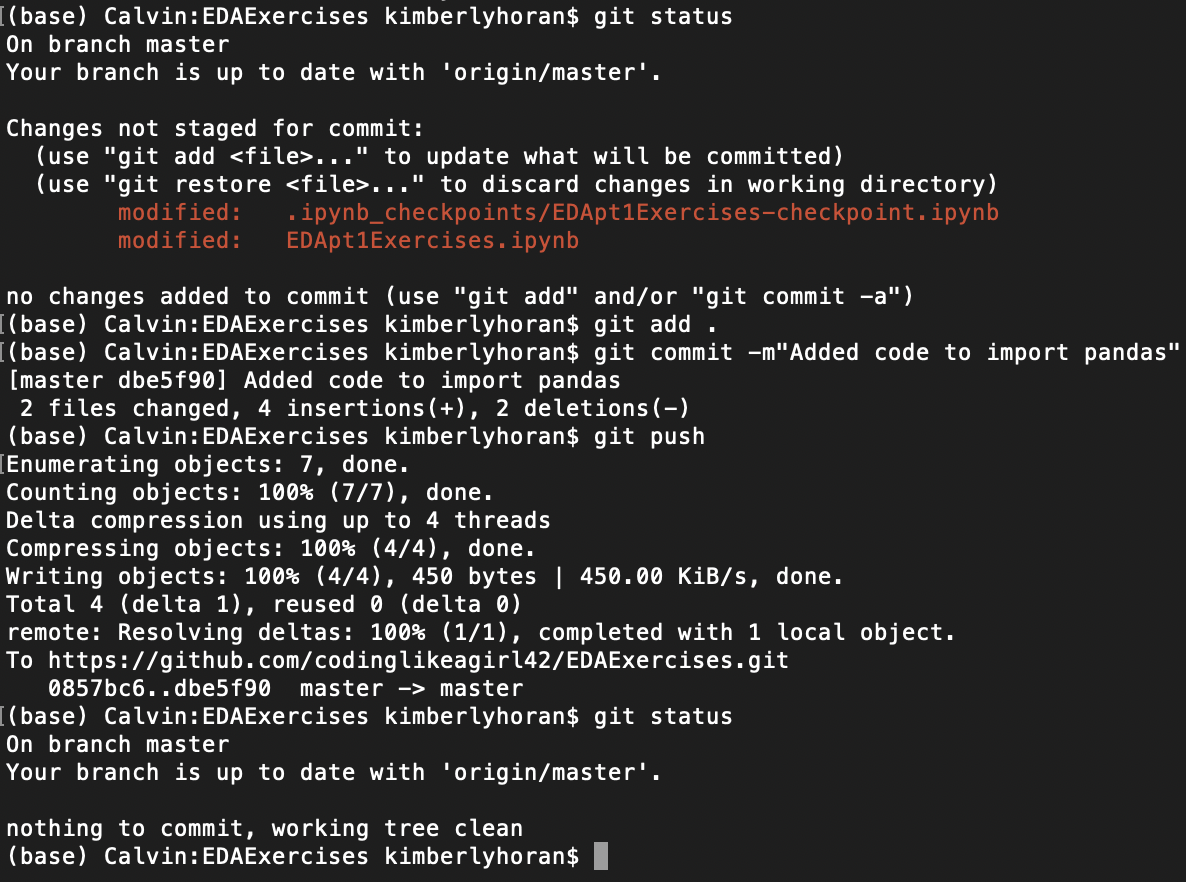 (base) Calvin:EDAExercises kimberlyhoran$ git status
On branch master
Your branch is up to date with 'origin/master'.
Changes not staged for commit:
  (use "git add <file>..." to update what will be committed)
  (use "git restore <file>..." to discard changes in working directory)
        modified:   .ipynb_checkpoints/EDApt1Exercises-checkpoint.ipynb
        modified:   EDApt1Exercises.ipynb
no changes added to commit (use "git add" and/or "git commit -a")
(base) Calvin:EDAExercises kimberlyhoran$ git add .
(base) Calvin:EDAExercises kimberlyhoran$ git commit -m"Added code to import pandas"
[master dbe5f90] Added code to import pandas
 2 files changed, 4 insertions(+), 2 deletions(-)
(base) Calvin:EDAExercises kimberlyhoran$ git push
Enumerating objects: 7, done.
Counting objects: 100% (7/7), done.
Delta compression using up to 4 threads
Compressing objects: 100% (4/4), done.
Writing objects: 100% (4/4), 450 bytes | 450.00 KiB/s, done.
Total 4 (delta 1), reused 0 (delta 0)
remote: Resolving deltas: 100% (1/1), completed with 1 local object.
To https://github.com/codinglikeagirl42/EDAExercises.git
   0857bc6..dbe5f90  master -> master
(base) Calvin:EDAExercises kimberlyhoran$ git status
On branch master
Your branch is up to date with 'origin/master'.
nothing to commit, working tree clean
(base) Calvin:EDAExercises kimberlyhoran$